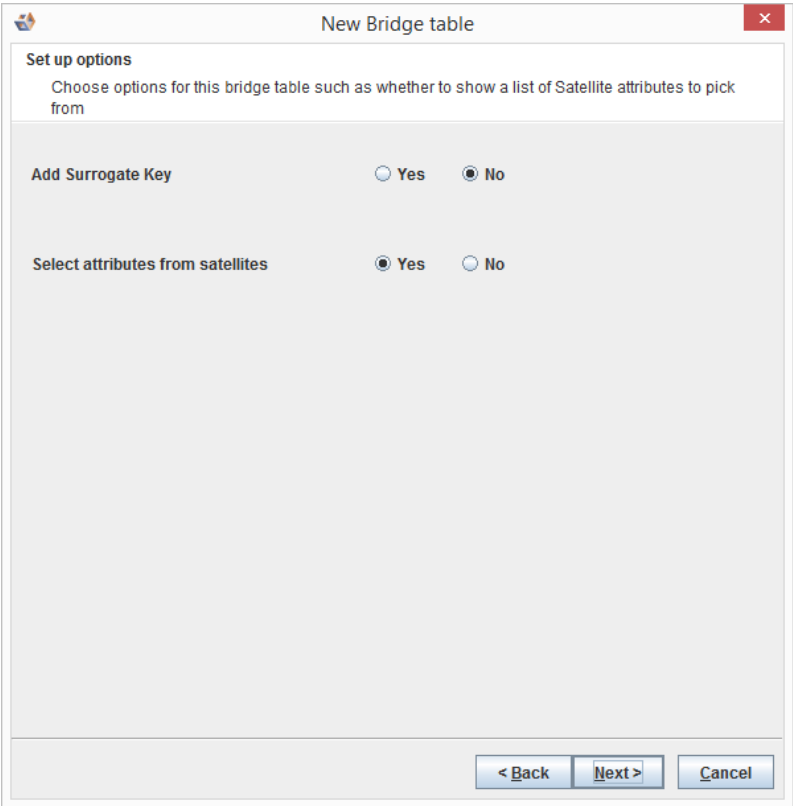 New Bridge table
Set up options
Choose options for this bridge table such as whether to show a list of Satellite attributes to pick
from
Add Surrogate Key Yes No
Select attributes from satellites Yes No
< Back Next > Cancel